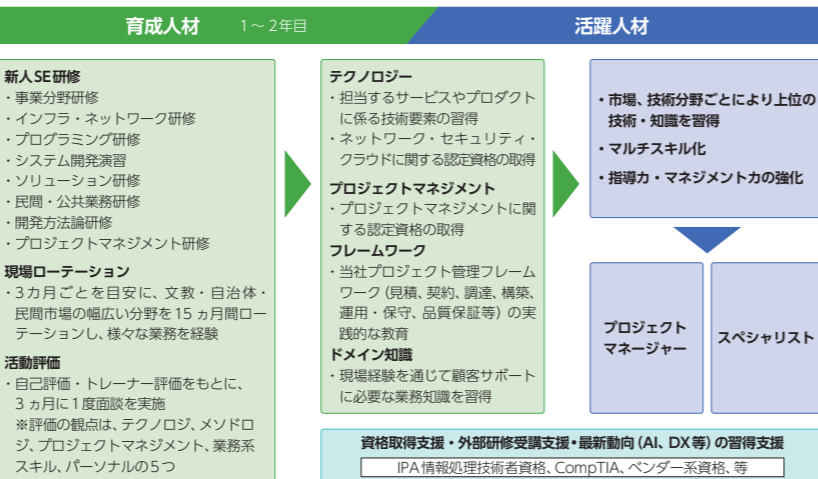 育成人材 1～2年目
活躍人材
新人SE研修
・事業分野研修
・インフラ・ネットワーク研修
・プログラミング研修
・システム開発演習
・ソリューション研修
・民間・公共業務研修
・開発方法論研修
・プロジェクトマネジメント研修
現場ローテーション
・3カ月ごとを目安に、文教・自治体・
民間市場の幅広い分野を15ヵ月間ロー
テーションし、様々な業務を経験
活動評価
・自己評価・トレーナー評価をもとに、
3ヵ月に1度面談を実施
※評価の観点は、テクノロジ、メソドロ
ジ、プロジェクトマネジメント、業務系
スキル、パーソナルの5つ
テクノロジー
・担当するサービスやプロダクト
に係る技術要素の習得
・ネットワーク・セキュリティ・
クラウドに関する認定資格の取得
プロジェクトマネジメント
・プロジェクトマネジメントに関
する認定資格の取得
フレームワーク
・当社プロジェクト管理フレーム
ワーク（見積、契約、調達、構築、
運用・保守、品質保証等）の実
践的な教育
ドメイン知識
・現場経験を通じて顧客サポート
に必要な業務知識を習得
・市場、技術分野ごとにより上位の
技術・知識を習得
・マルチスキル化
・指導力・マネジメント力の強化
プロジェクト
マネージャー
スペシャリスト
資格取得支援・外部研修受講支援・最新動向（AI、DX等）の習得支援
IPA情報処理技術者資格、CompTIA、ベンダー系資格、等